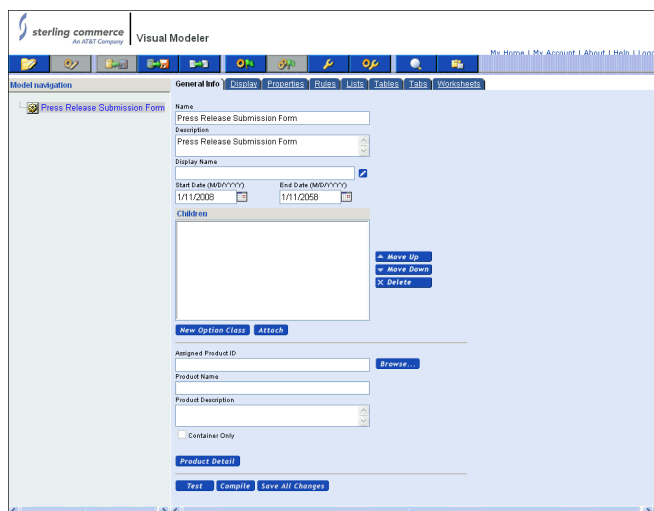 sterling commerce
An AT&T Company
Visual Modeler
My Home | My Account | About | Help |
Model navigation
General Info Display Properties Rules Lists Tables Tabs Worksheets
Press Release Submission Form
Name
Press Release Submission Form
Description
Press Release Submission Form
Display Name
Start Date (M/D/YYYY) End Date (M/D/YYYY)
1/11/2008 1/11/2058
Children
Move Up
Move Down
Delete
New Option Class Attach
Assigned Product ID
Browse...
Product Name
Product Description
Container Only
Product Detail
Test Compile Save All Changes